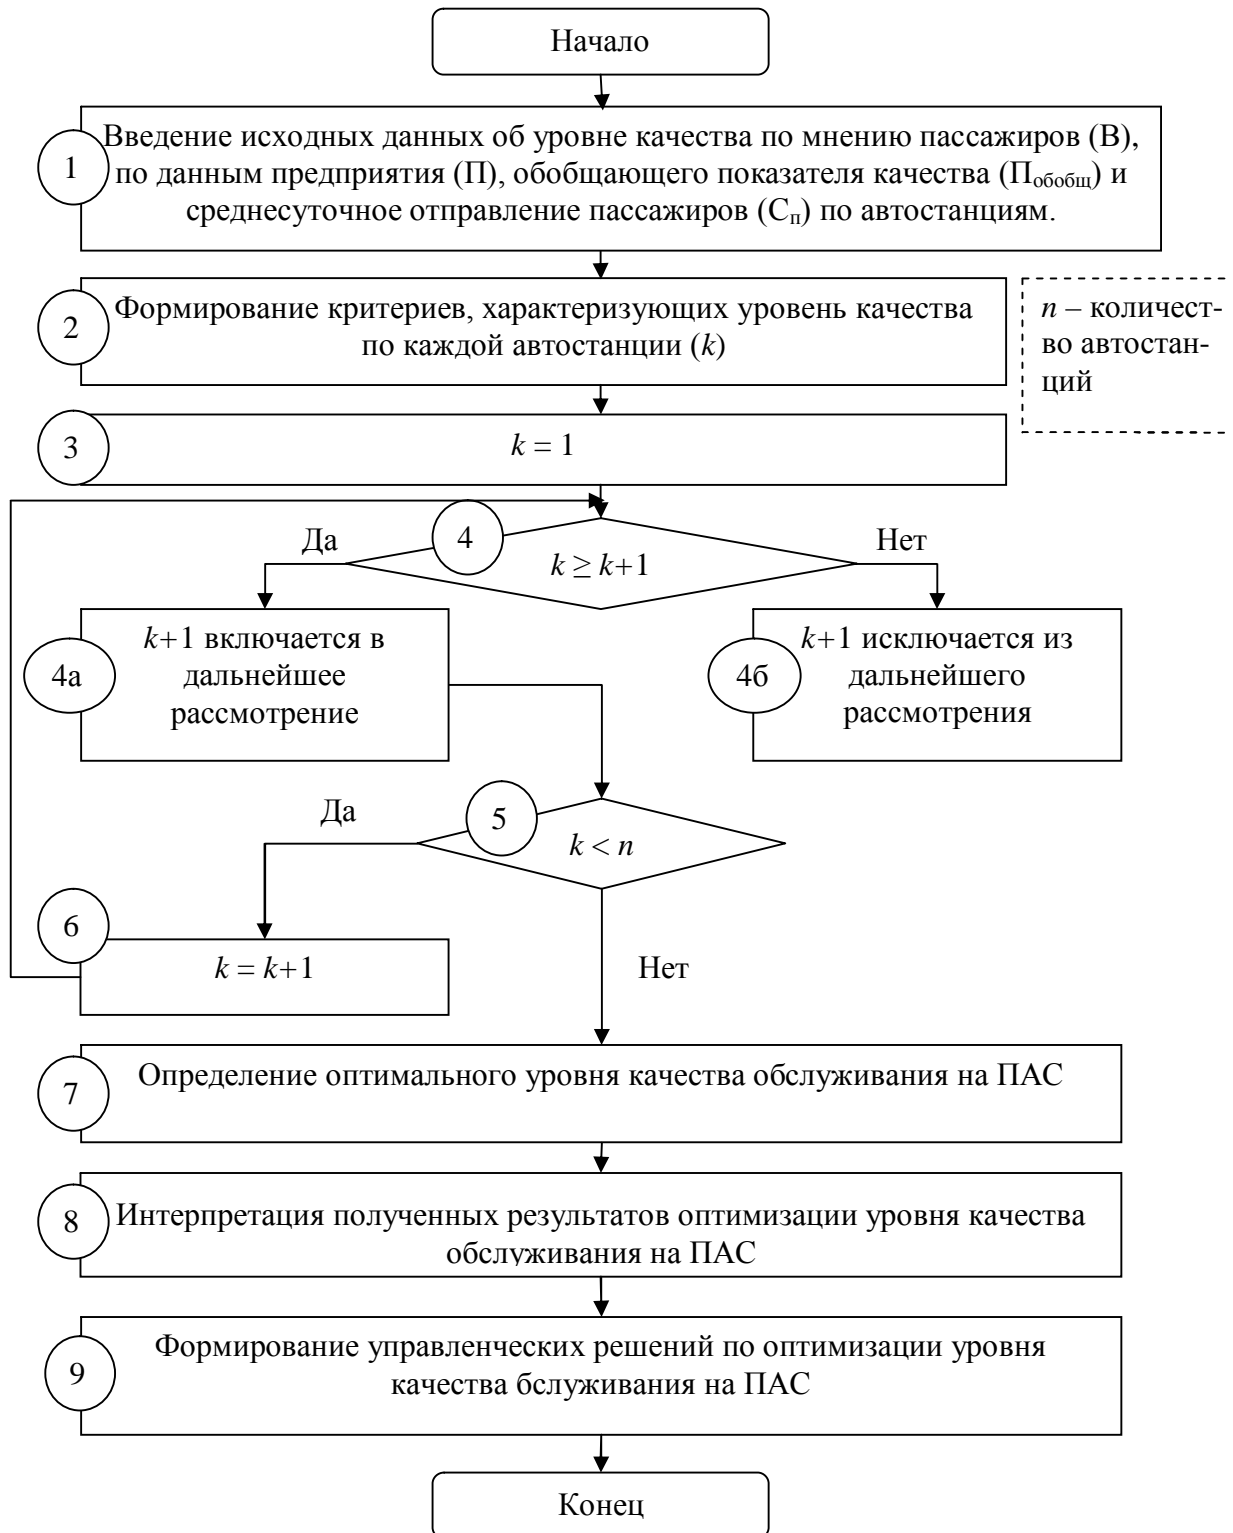 Начало
1
Введение исходных данных об уровне качества по мнению пассажиров (В),
по данным предприятия (П), обобщающего показателя качества (Побобщ) и
среднесуточное отправление пассажиров (Сп) по автостанциям.
2
Формирование критериев, характеризующих уровень качества
по каждой автостанции (k)
n – количест-
во автостан-
ций
3
k = 1
4
Да
Нет
k ≥ k+1
4а
k+1 включается в
дальнейшее
рассмотрение
4б
k+1 исключается из
дальнейшего
рассмотрения
5
Да
k < n
6
k = k+1
Нет
7
Определение оптимального уровня качества обслуживания на ПАС
8
Интерпретация полученных результатов оптимизации уровня качества
обслуживания на ПАС
9
Формирование управленческих решений по оптимизации уровня
качества бслуживания на ПАС
Конец